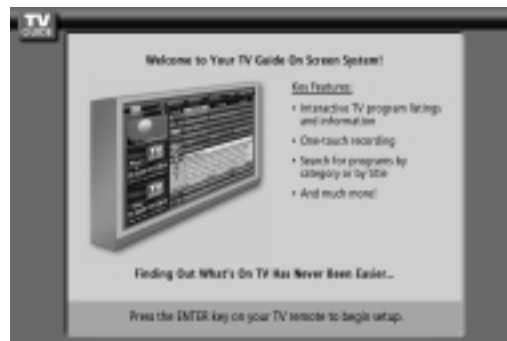 TV
GUIDE
Welcome to Your TV Guide On Screen System!
Key Features:
• Interactive TV program listings
and information
• One-touch recording
• Search for programs by
category or by title
• And much more!
TV
TV
Finding Out What's On TV Has Never Been Easier...
Press the ENTER key on your TV remote to begin setup.